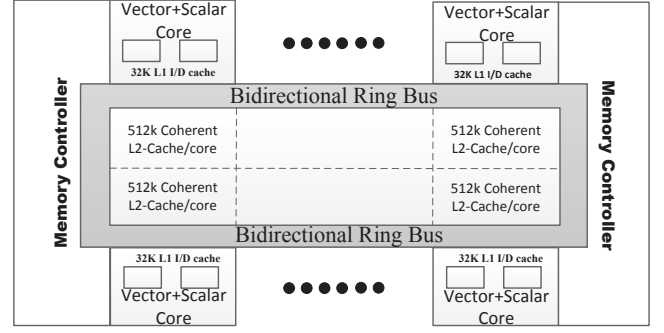 Vector+Scalar
Core
32K L1 I/D cache
Vector+Scalar
Core
32K L1 I/D cache
Memory Controller
Bidirectional Ring Bus
Memory Controller
512k Coherent
L2-Cache/core
512k Coherent
L2-Cache/core
512k Coherent
L2-Cache/core
512k Coherent
L2-Cache/core
Bidirectional Ring Bus
32K L1 I/D cache
Vector+Scalar
Core
32K L1 I/D cache
Vector+Scalar
Core